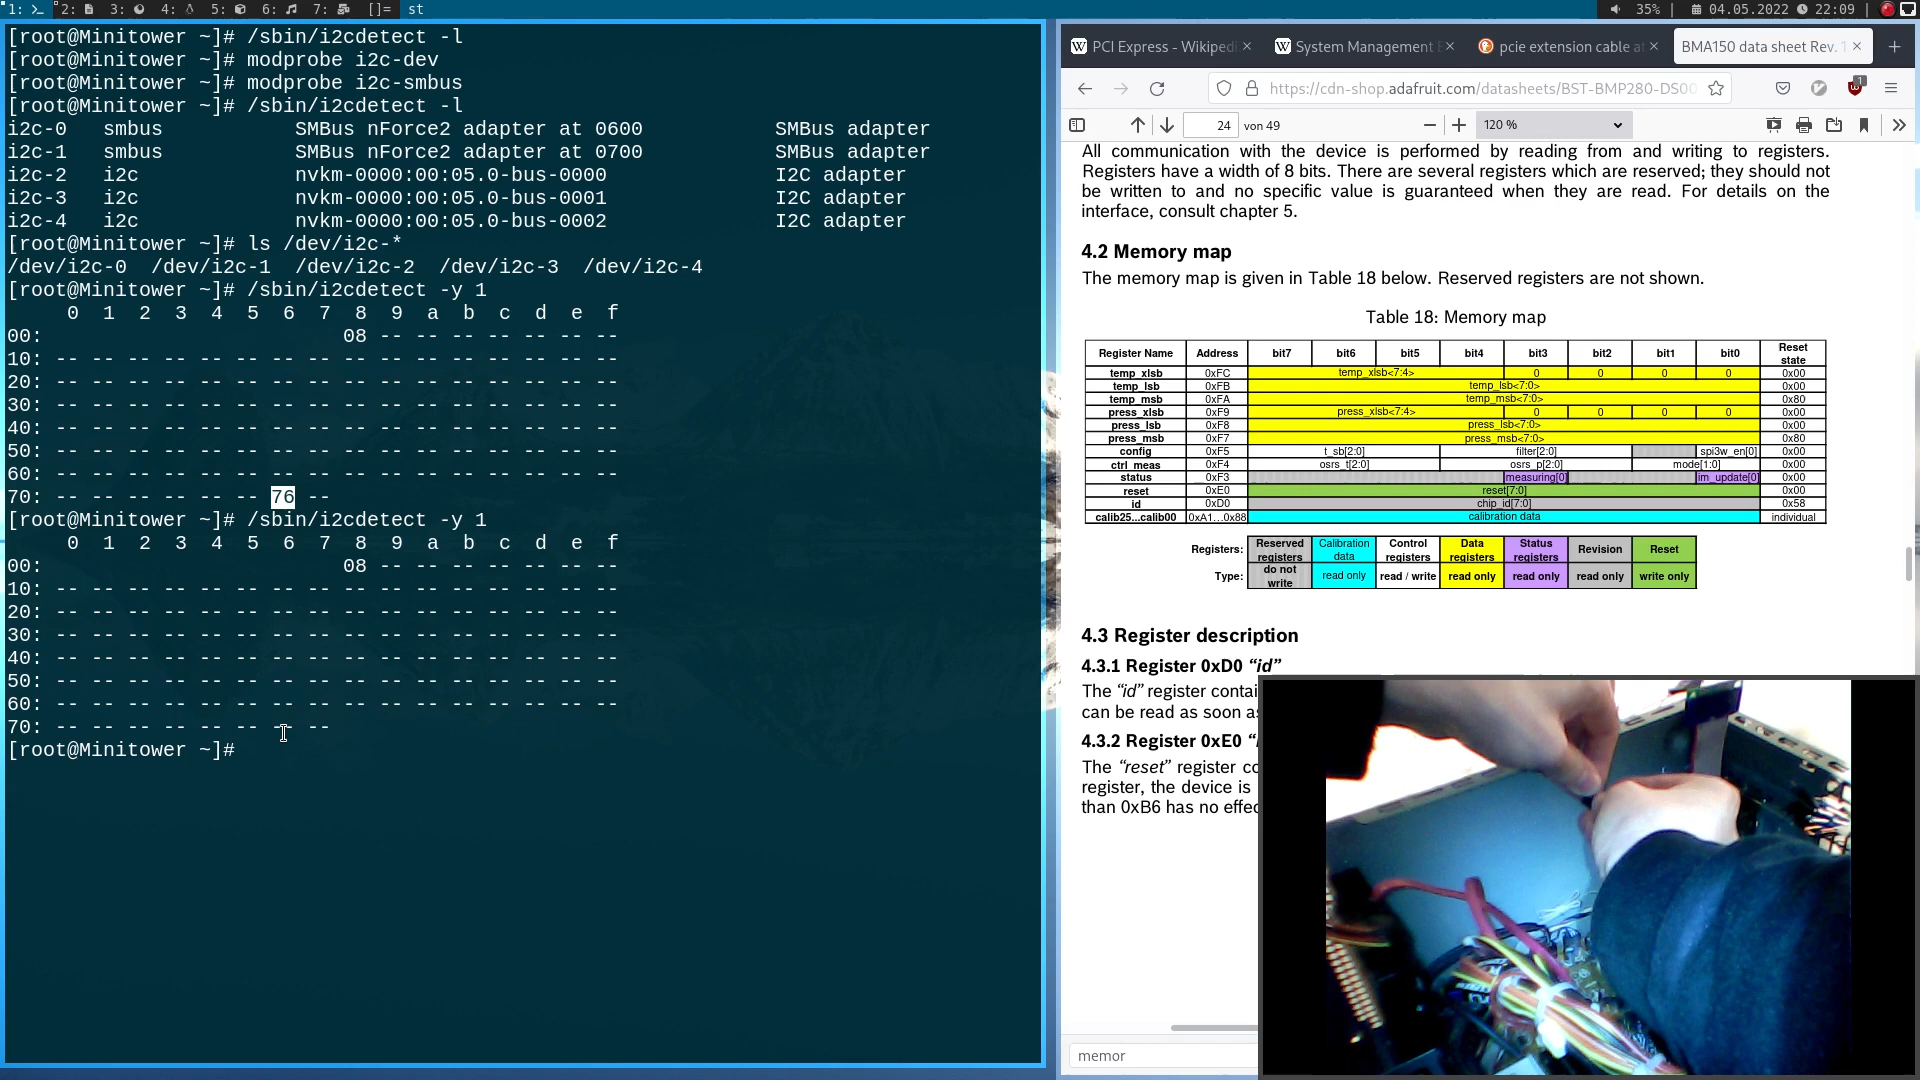 1: 2: 3: 4: 5: 6: 7: []= st 35% | 04.05.2022 22:09 |
[root@Minitower ~]# /sbin/i2cdetect -l
[root@Minitower ~]# modprobe i2c-dev
[root@Minitower ~]# modprobe i2c-smbus
[root@Minitower ~]# /sbin/i2cdetect -l
i2c-0 smbus SMBus nForce2 adapter at 0600 SMBus adapter
i2c-1 smbus SMBus nForce2 adapter at 0700 SMBus adapter
i2c-2 i2c nvkm-0000:00:05.0-bus-0000 I2C adapter
i2c-3 i2c nvkm-0000:00:05.0-bus-0001 I2C adapter
i2c-4 i2c nvkm-0000:00:05.0-bus-0002 I2C adapter
[root@Minitower ~]# ls /dev/i2c-*
/dev/i2c-0 /dev/i2c-1 /dev/i2c-2 /dev/i2c-3 /dev/i2c-4
[root@Minitower ~]# /sbin/i2cdetect -y 1
0 1 2 3 4 5 6 7 8 9 a b c d e f
00: 08 -- -- -- -- -- -- --
10: -- -- -- -- -- -- -- -- -- -- -- -- -- -- -- --
20: -- -- -- -- -- -- -- -- -- -- -- -- -- -- -- --
30: -- -- -- -- -- -- -- -- -- -- -- -- -- -- -- --
40: -- -- -- -- -- -- -- -- -- -- -- -- -- -- -- --
50: -- -- -- -- -- -- -- -- -- -- -- -- -- -- -- --
60: -- -- -- -- -- -- -- -- -- -- -- -- -- -- -- --
70: -- -- -- -- -- -- 76 --
[root@Minitower ~]# /sbin/i2cdetect -y 1
0 1 2 3 4 5 6 7 8 9 a b c d e f
00: 08 -- -- -- -- -- -- --
10: -- -- -- -- -- -- -- -- -- -- -- -- -- -- -- --
20: -- -- -- -- -- -- -- -- -- -- -- -- -- -- -- --
30: -- -- -- -- -- -- -- -- -- -- -- -- -- -- -- --
40: -- -- -- -- -- -- -- -- -- -- -- -- -- -- -- --
50: -- -- -- -- -- -- -- -- -- -- -- -- -- -- -- --
60: -- -- -- -- -- -- -- -- -- -- -- -- -- -- -- --
70: -- -- -- -- -- -- -- --
[root@Minitower ~]#
PCI Express - Wikiped System Management pcie extension cable a BMA150 data sheet Rev.
https://cdn-shop.adafruit.com/datasheets/BST-BMP280-DS00
24 von 49 120 %
All communication with the device is performed by reading from and writing to registers.
Registers have a width of 8 bits. There are several registers which are reserved; they should not
be written to and no specific value is guaranteed when they are read. For details on the
interface, consult chapter 5.
4.2 Memory map
The memory map is given in Table 18 below. Reserved registers are not shown.
Table 18: Memory map
Register Name Address bit7 bit6 bit5 bit4 bit3 bit2 bit1 bit0 Reset state
temp_xlsb 0xFC temp_xlsb<7:4> 0 0 0 0 0x00
temp_lsb 0xFB temp_lsb<7:0> 0x00
temp_msb 0xFA temp_msb<7:0> 0x80
press_xlsb 0xF9 press_xlsb<7:4> 0 0 0 0 0x00
press_lsb 0xF8 press_lsb<7:0> 0x00
press_msb 0xF7 press_msb<7:0> 0x80
config 0xF5 t_sb[2:0] filter[2:0] spi3w_en[0] 0x00
ctrl_meas 0xF4 osrs_t[2:0] osrs_p[2:0] mode[1:0] 0x00
status 0xF3 measuring[0] im_update[0] 0x00
reset 0xE0 reset[7:0] 0x00
id 0xD0 chip_id[7:0] 0x58
calib25...calib00 0xA1...0x88 calibration data individual
Registers: Reserved registers Calibration data Control registers Data registers Status registers Revision Reset
Type: do not write read only read / write read only read only read only write only
4.3 Register description
4.3.1 Register 0xD0 “id”
The “id” register contai
can be read as soon as
4.3.2 Register 0xE0 “
The “reset” register co
register, the device is
than 0xB6 has no effec
memor